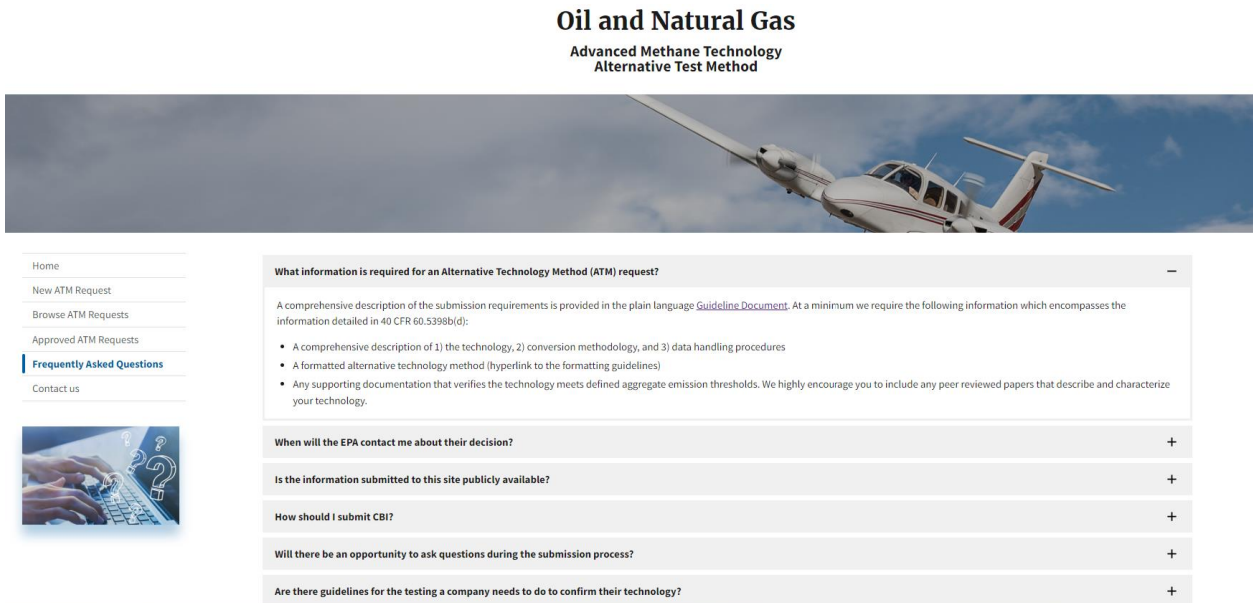 Oil and Natural Gas
Advanced Methane Technology
Alternative Test Method
Home
New ATM Request
Browse ATM Requests
Approved ATM Requests
Frequently Asked Questions
Contact us
What information is required for an Alternative Technology Method (ATM) request?
A comprehensive description of the submission requirements is provided in the plain language Guideline Document. At a minimum we require the following information which encompasses the
information detailed in 40 CFR 60.5398b(d):
• A comprehensive description of 1) the technology, 2) conversion methodology, and 3) data handling procedures
• A formatted alternative technology method (hyperlink to the formatting guidelines)
• Any supporting documentation that verifies the technology meets defined aggregate emission thresholds. We highly encourage you to include any peer reviewed papers that describe and characterize
your technology.
When will the EPA contact me about their decision?
Is the information submitted to this site publicly available?
How should I submit CBI?
Will there be an opportunity to ask questions during the submission process?
Are there guidelines for the testing a company needs to do to confirm their technology?